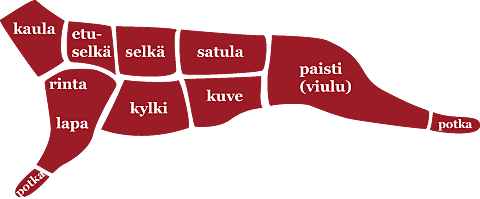 kaula
etu-
selkä
selkä
satula
paisti
(viulu)
rinta
lapa
kylki
kuve
potka
potka